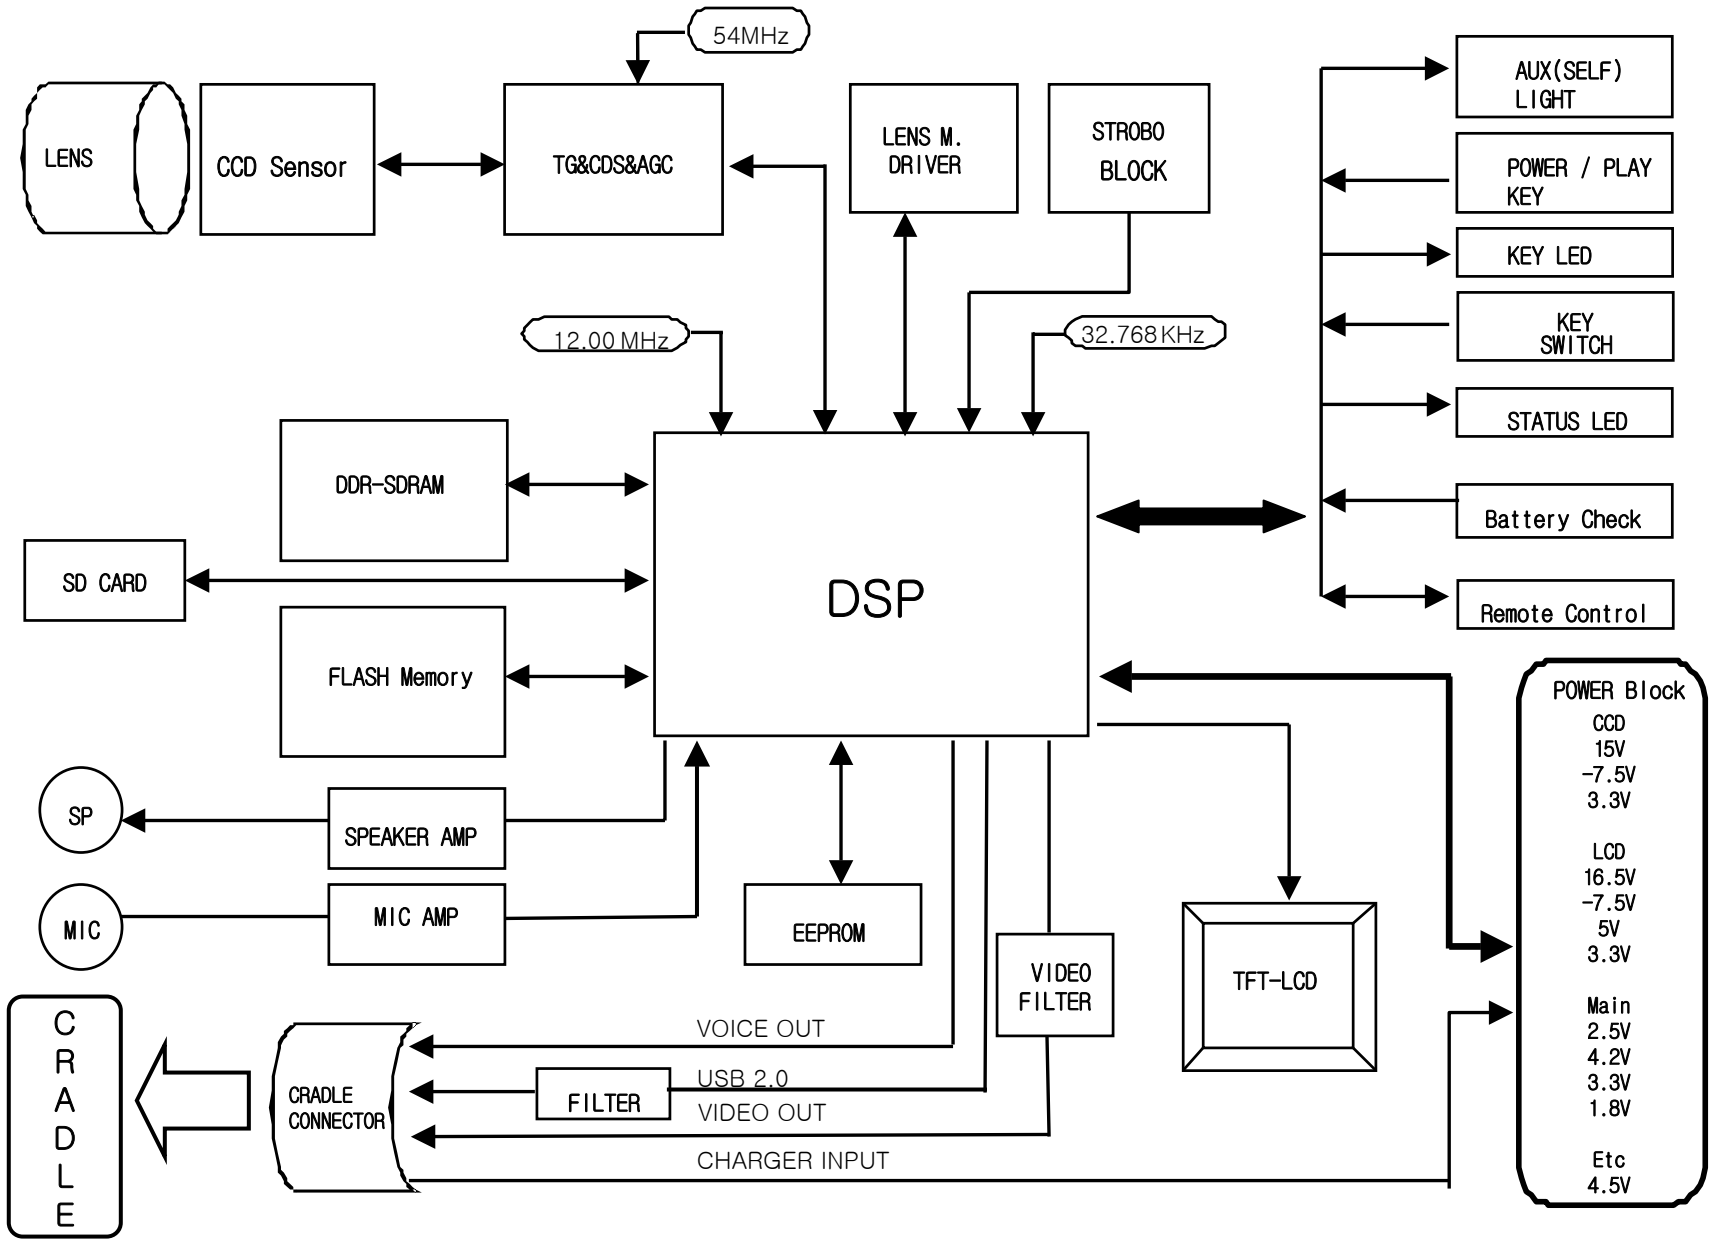 54MHz
LENS
CCD Sensor
TG&CDS&AGC
LENS M.
DRIVER
STROBO
BLOCK
AUX(SELF)
LIGHT
POWER / PLAY
KEY
KEY LED
KEY
SWITCH
STATUS LED
Battery Check
Remote Control
12.00 MHz
32.768 KHz
DDR-SDRAM
SD CARD
FLASH Memory
DSP
SP
SPEAKER AMP
MIC
MIC AMP
EEPROM
VIDEO
FILTER
TFT-LCD
POWER Block
CCD
15V
-7.5V
3.3V
LCD
16.5V
-7.5V
5V
3.3V
Main
2.5V
4.2V
3.3V
1.8V
Etc
4.5V
C
R
A
D
L
E
CRADLE
CONNECTOR
VOICE OUT
USB 2.0
FILTER
VIDEO OUT
CHARGER INPUT